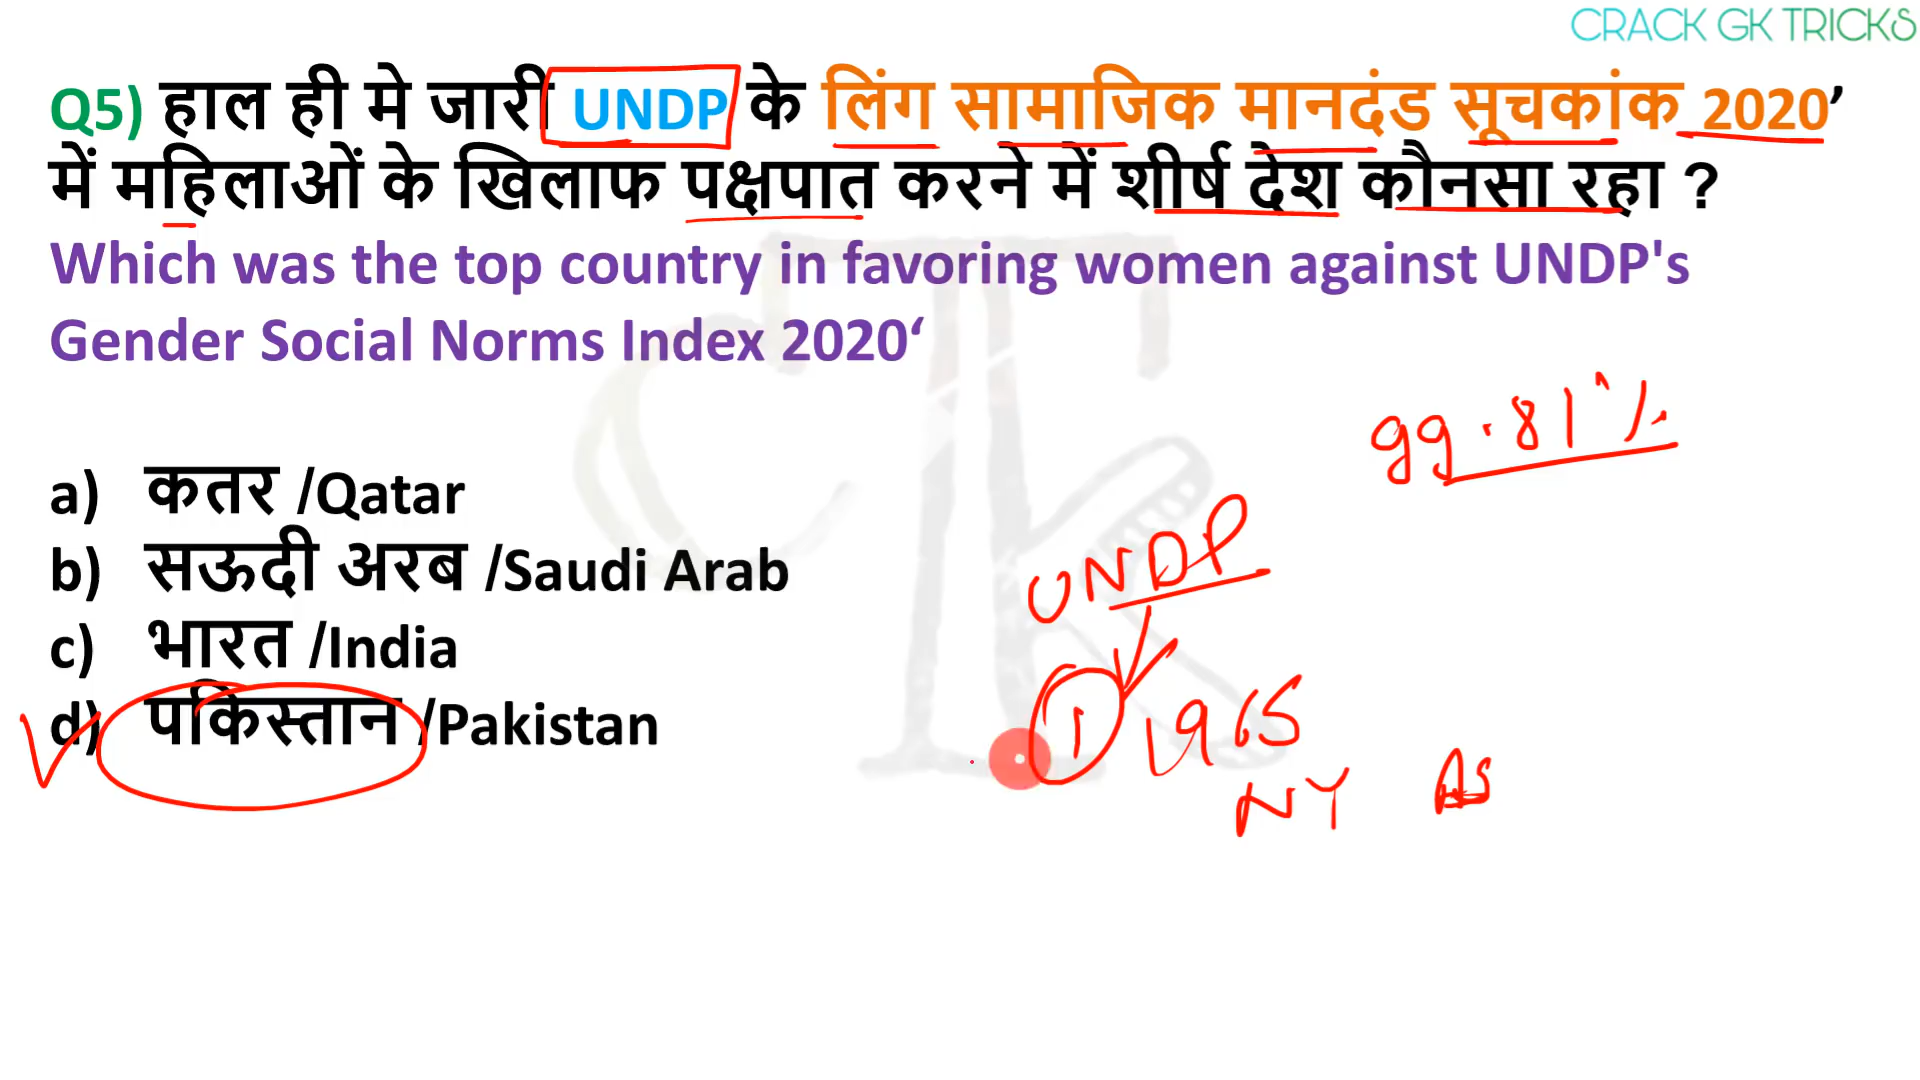 CRACK GK TRICKS
Q5) हाल ही मे जारी UNDP के लिंग सामाजिक मानदंड सूचकांक 2020’
में महिलाओं के खिलाफ पक्षपात करने में शीर्ष देश कौनसा रहा ?
Which was the top country in favoring women against UNDP's
Gender Social Norms Index 2020‘
99.81%
a) कतर /Qatar
UNDP
b) सऊदी अरब /Saudi Arab
c) भारत /India
d) पकिस्तान /Pakistan
1 1965
NY AS